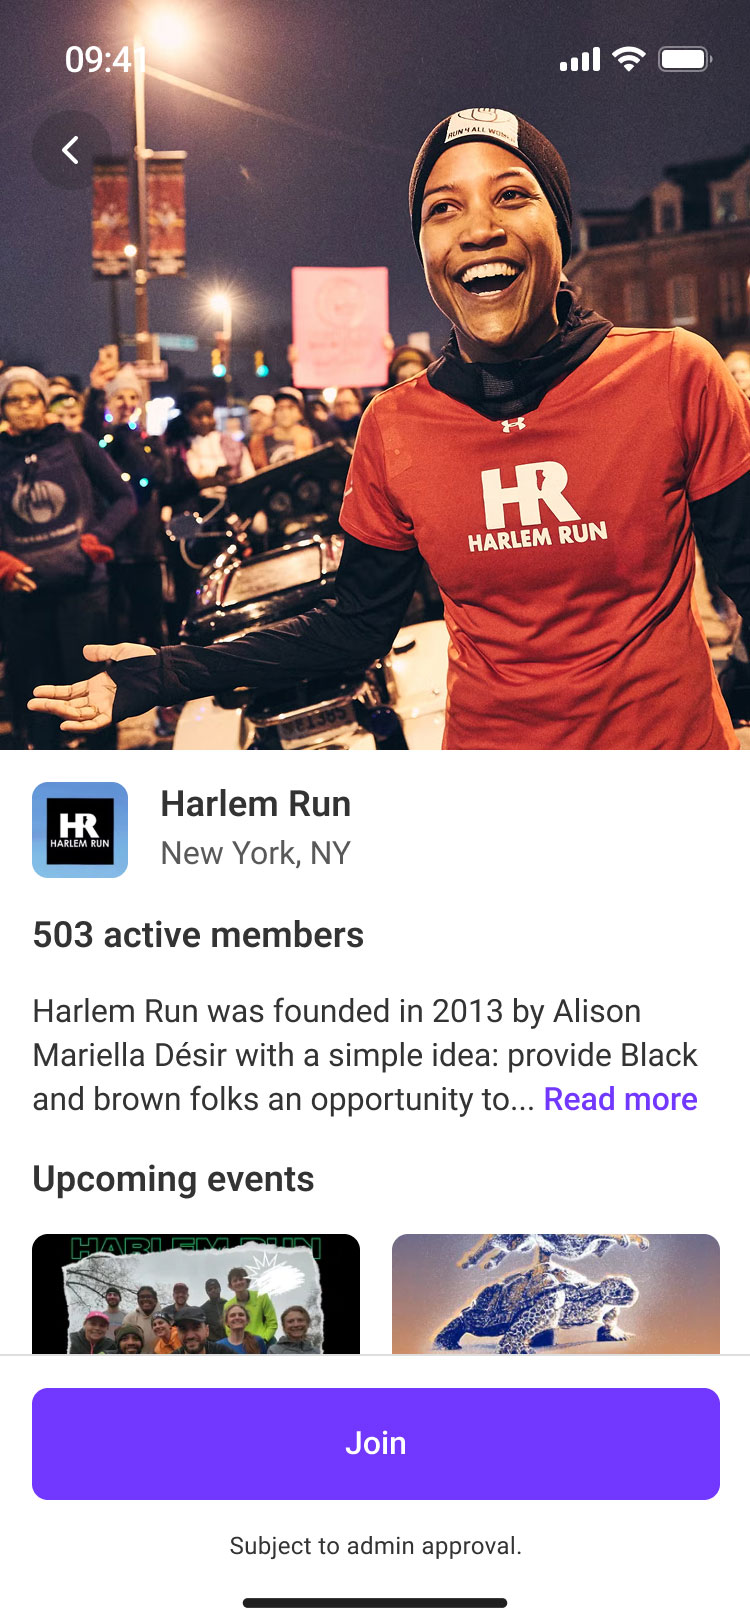 09:41
RUN 4 ALL WOMEN
HR
HARLEM RUN
HR
HARLEM RUN
Harlem Run
New York, NY
503 active members
Harlem Run was founded in 2013 by Alison
Mariella Désir with a simple idea: provide Black
and brown folks an opportunity to... Read more
Upcoming events
HARLEM RUN
Join
Subject to admin approval.